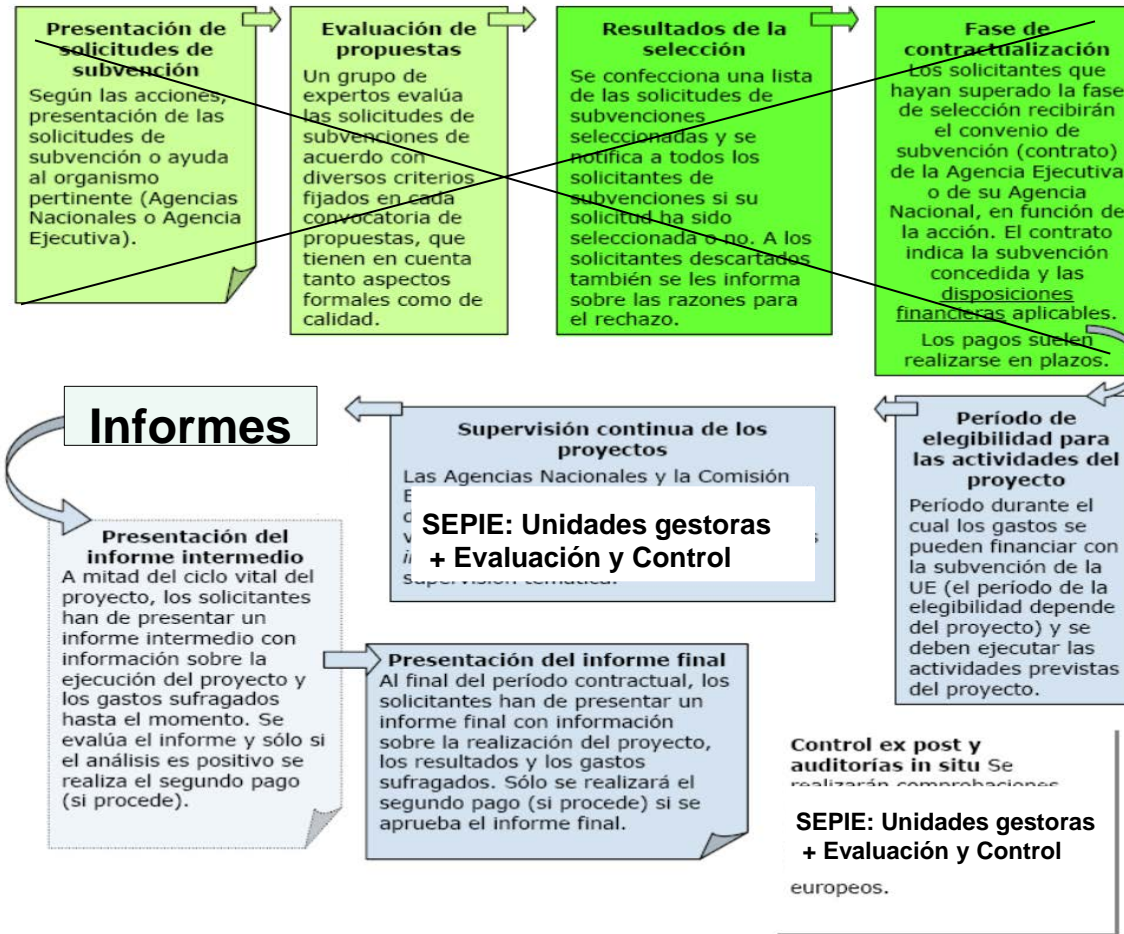 Presentación de
solicitudes de
subvención
Según las acciones,
presentación de las
solicitudes de
subvención o ayuda
al organismo
pertinente (Agencias
Nacionales o Agencia
Ejecutiva).
Evaluación de
propuestas
Un grupo de
expertos evalúa
las solicitudes de
subvenciones de
acuerdo con
diversos criterios
fijados en cada
convocatoria de
propuestas, que
tienen en cuenta
tanto aspectos
formales como de
calidad.
Resultados de la
selección
Se confecciona una lista
de las solicitudes de
subvenciones
seleccionadas y se
notifica a todos los
solicitantes de
subvenciones si su
solicitud ha sido
seleccionada o no. A los
solicitantes descartados
también se les informa
sobre las razones para
el rechazo.
Fase de
contractualización
Los solicitantes que
hayan superado la fase
de selección recibirán
el convenio de
subvención (contrato)
de la Agencia Ejecutiva
o de su Agencia
Nacional, en función de
la acción. El contrato
indica la subvención
concedida y las
disposiciones
financieras aplicables.
Los pagos suelen
realizarse en plazos.
Período de
elegibilidad para
las actividades del
proyecto
Período durante el
cual los gastos se
pueden financiar con
la subvención de la
UE (el período de la
elegibilidad depende
del proyecto) y se
deben ejecutar las
actividades previstas
del proyecto.
Supervisión continua de los
proyectos
Las Agencias Nacionales y la Comisión
SEPIE: Unidades gestoras
+ Evaluación y Control
supervisión temática.
Informes
Presentación del
informe intermedio
A mitad del ciclo vital del
proyecto, los solicitantes
han de presentar un
informe intermedio con
información sobre la
ejecución del proyecto y
los gastos sufragados
hasta el momento. Se
evalúa el informe y sólo si
el análisis es positivo se
realiza el segundo pago
(si procede).
Presentación del informe final
Al final del período contractual, los
solicitantes han de presentar un
informe final con información
sobre la realización del proyecto,
los resultados y los gastos
sufragados. Sólo se realizará el
segundo pago (si procede) si se
aprueba el informe final.
Control ex post y
auditorías in situ Se
realizarán comprobaciones
SEPIE: Unidades gestoras
+ Evaluación y Control
europeos.